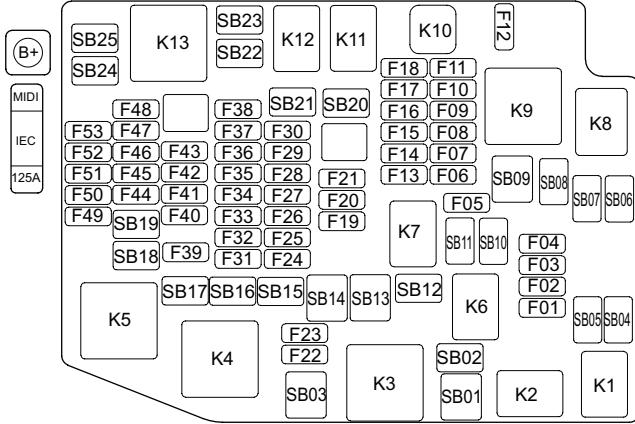 SB25 K13 SB23 K12 K11 K10 F12
B+ SB24 SB22
F18 F11
MIDI F17 F10 K9 K8
F48 F38 SB21 SB20 F16 F09
IEC F53 F47 F37 F30 F15 F08
F52 F46 F43 F36 F29 F14 F07
125A F51 F45 F42 F35 F28 F21 F13 F06 SB09 SB08
F50 F44 F41 F34 F27 F20 F05 SB07 SB06
F49 SB19 F40 F33 F26 F19 K7
F32 F25 SB11 SB10 F04
SB18 F39 F31 F24 F03
SB17 SB16 SB15 SB14 SB13 SB12 K6 F02
K5 F01
F23 SB05 SB04
K4 F22 SB02
SB03 K3 SB01 K2 K1